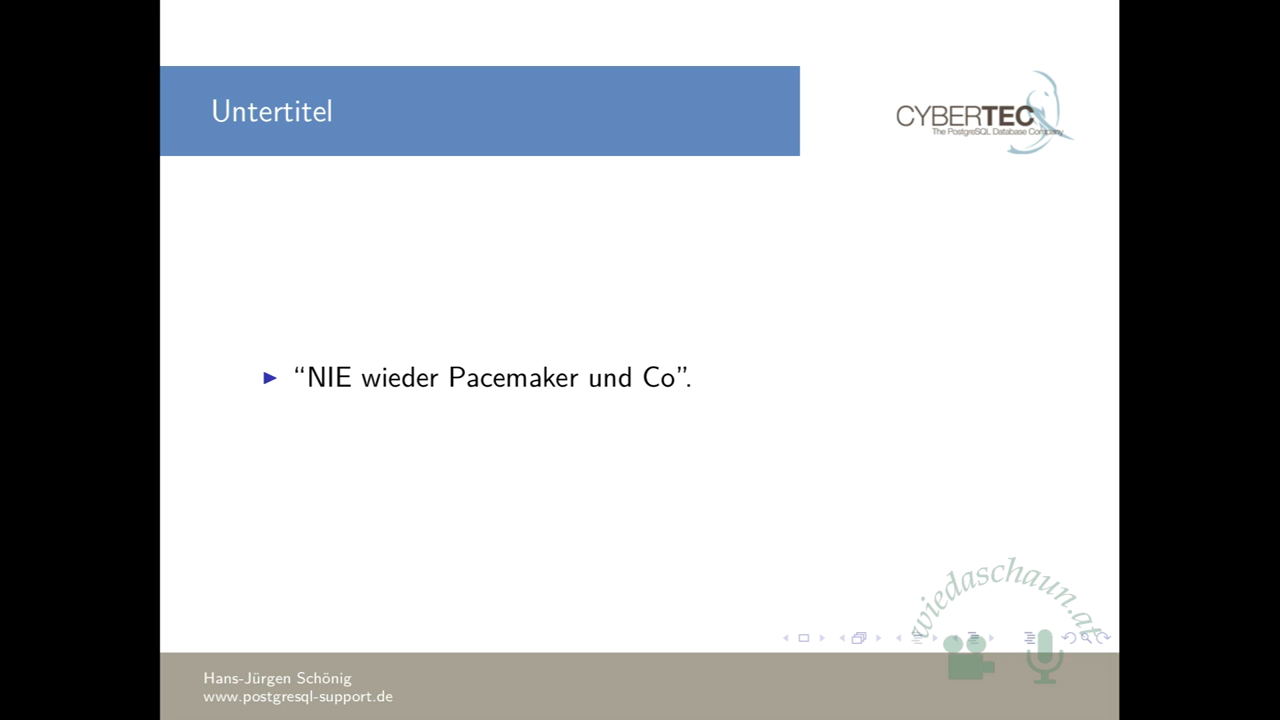 Untertitel
CYBERTEC
The PostgreSQL Database Company
▶ “NIE wieder Pacemaker und Co”.
wiedaschaun.at
Hans-Jürgen Schönig
www.postgresql-support.de